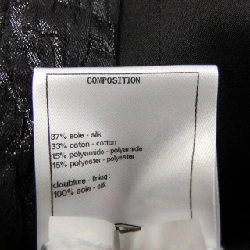 COMPOSITION
37% soie - silk
33% coton - cotton
15% polyamide - polyamide
15% polyester - polyester
doublure - lining
100% soie - silk